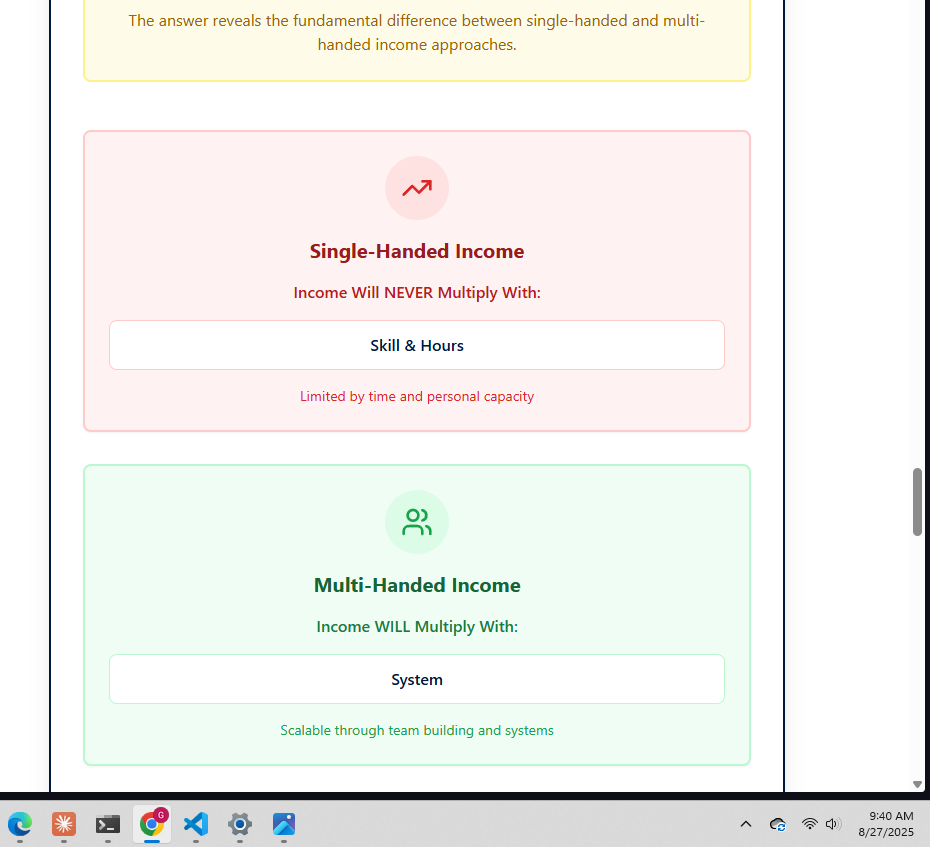 The answer reveals the fundamental difference between single-handed and multi-
handed income approaches.
Single-Handed Income
Income Will NEVER Multiply With:
Skill & Hours
Limited by time and personal capacity
Multi-Handed Income
Income WILL Multiply With:
System
Scalable through team building and systems
G
9:40 AM
8/27/2025